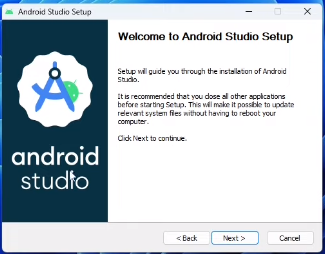 Android Studio Setup
Welcome to Android Studio Setup
Setup will guide you through the installation of Android
Studio.
It is recommended that you close all other applications
before starting Setup. This will make it possible to update
relevant system files without having to reboot your
computer.
Click Next to continue.
android
studio
< Back
Next >
Cancel